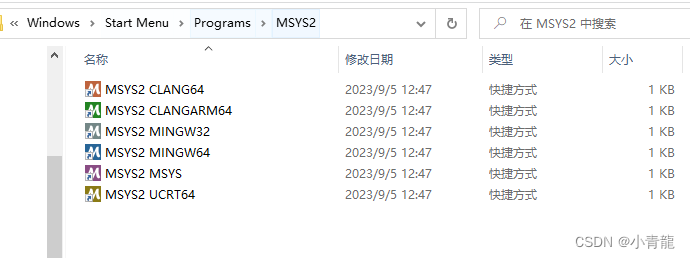 « Windows > Start Menu > Programs > MSYS2 在 MSYS2 中搜索
名称 修改日期 类型 大小
MSYS2 CLANG64 2023/9/5 12:47 快捷方式 1 KB
MSYS2 CLANGARM64 2023/9/5 12:47 快捷方式 1 KB
MSYS2 MINGW32 2023/9/5 12:47 快捷方式 1 KB
MSYS2 MINGW64 2023/9/5 12:47 快捷方式 1 KB
MSYS2 MSYS 2023/9/5 12:47 快捷方式 1 KB
MSYS2 UCRT64 2023/9/5 12:47 快捷方式 1 KB
CSDN @小青龍